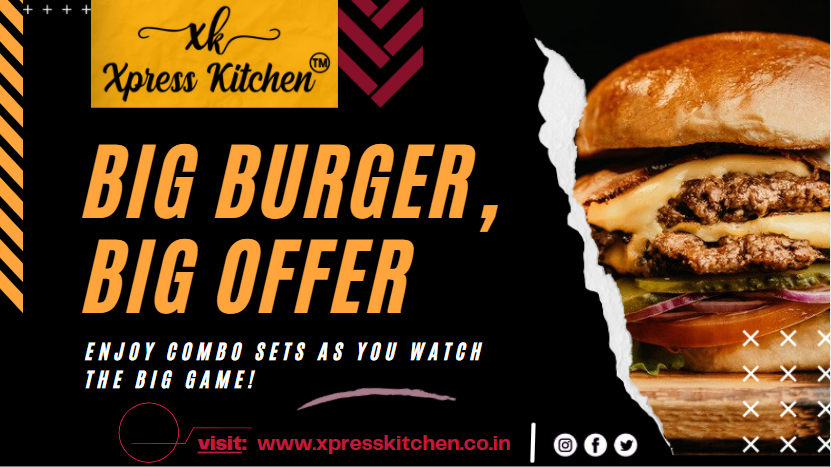 xk
Xpress Kitchen™
BIG BURGER,
BIG OFFER
ENJOY COMBO SETS AS YOU WATCH
THE BIG GAME!
visit: www.xpresskitchen.co.in